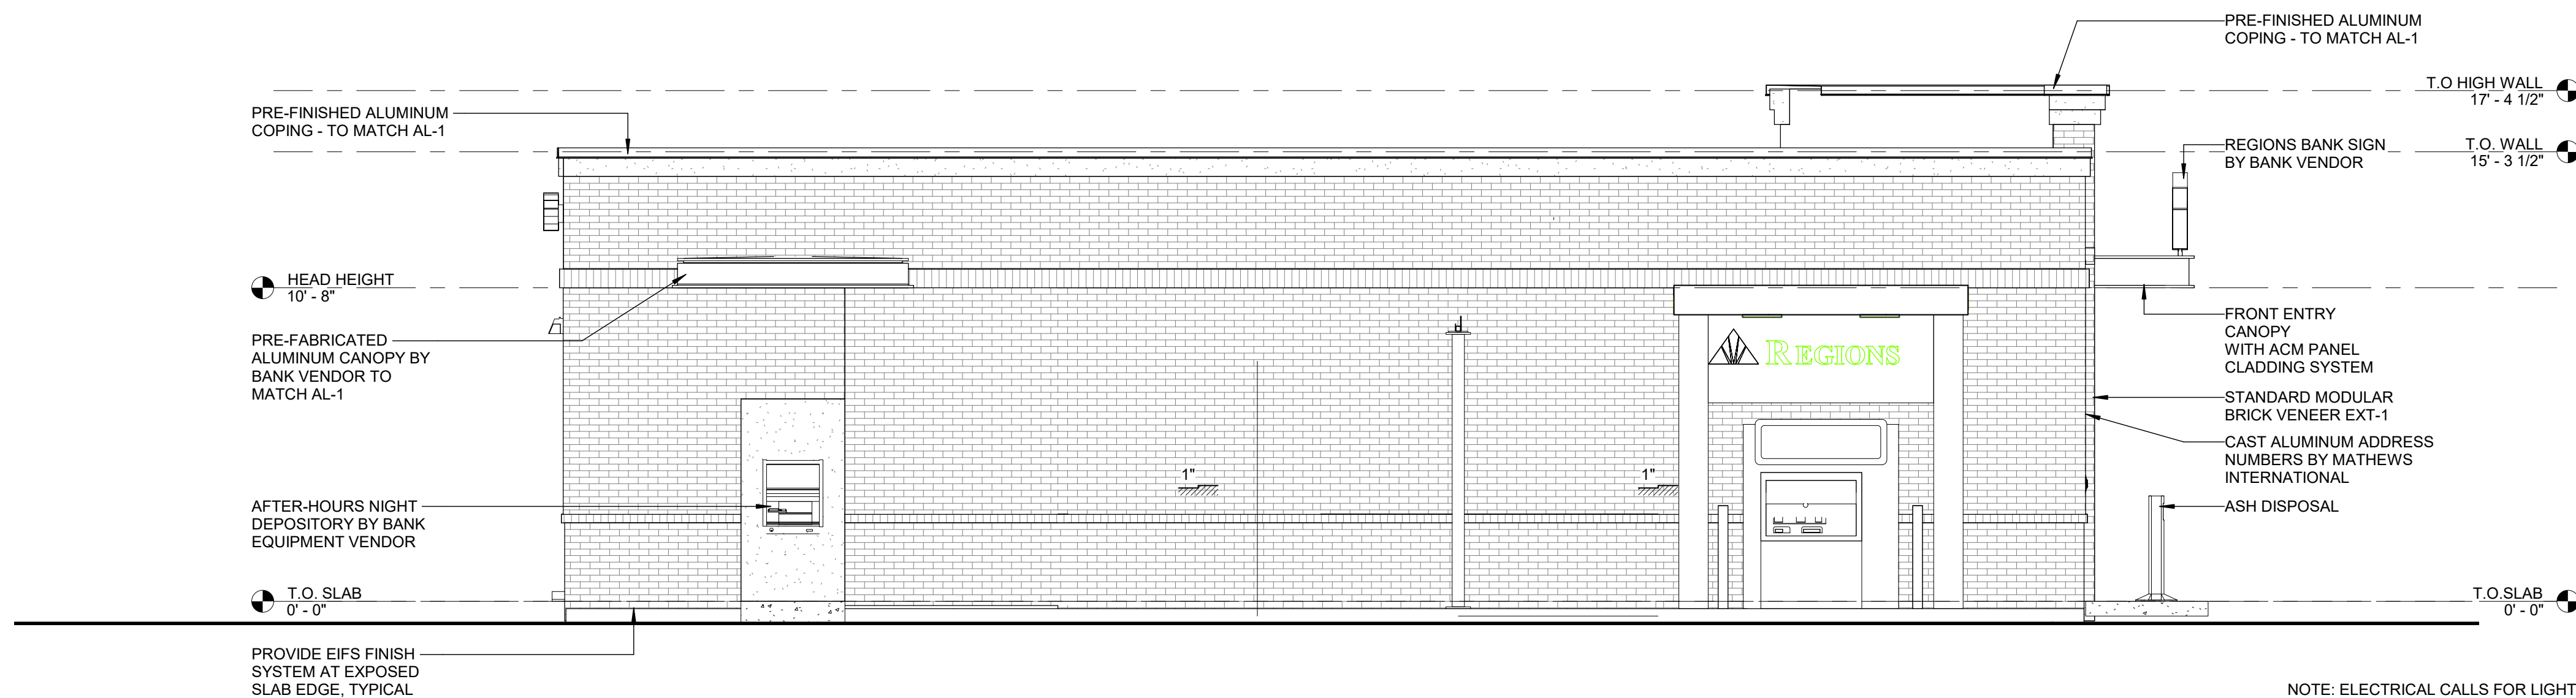 PRE-FINISHED ALUMINUM
COPING - TO MATCH AL-1
T.O HIGH WALL
17' - 4 1/2"
PRE-FINISHED ALUMINUM
COPING - TO MATCH AL-1
REGIONS BANK SIGN
BY BANK VENDOR
T.O. WALL
15' - 3 1/2"
HEAD HEIGHT
10' - 8"
PRE-FABRICATED
ALUMINUM CANOPY BY
BANK VENDOR TO
MATCH AL-1
REGIONS
FRONT ENTRY
CANOPY
WITH ACM PANEL
CLADDING SYSTEM
STANDARD MODULAR
BRICK VENEER EXT-1
CAST ALUMINUM ADDRESS
NUMBERS BY MATHEWS
INTERNATIONAL
1"
1"
AFTER-HOURS NIGHT
DEPOSITORY BY BANK
EQUIPMENT VENDOR
ASH DISPOSAL
T.O. SLAB
0' - 0"
T.O.SLAB
0' - 0"
PROVIDE EIFS FINISH
SYSTEM AT EXPOSED
SLAB EDGE, TYPICAL
NOTE: ELECTRICAL CALLS FOR LIGHT